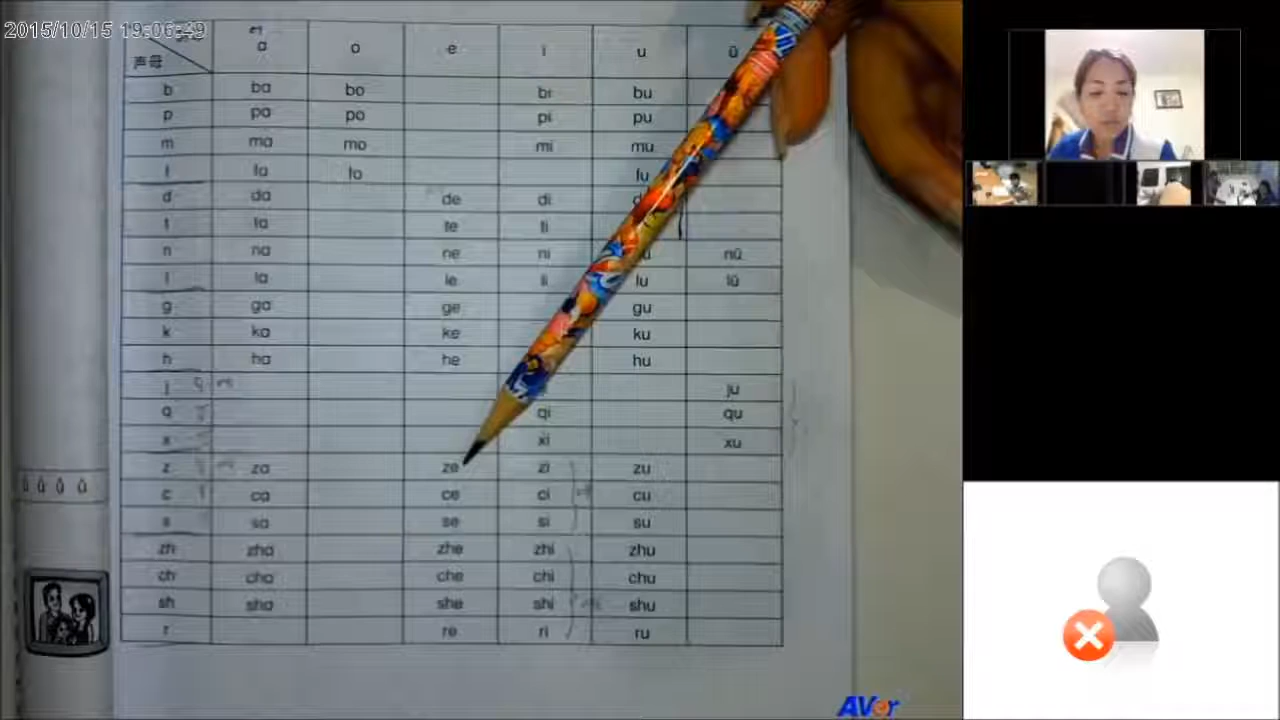 2015/10/15 19:06:49
声母 a o e i u ü
b ba bo bi bu
p pa po pi pu
m ma mo mi mu
f fa fo fu
d da de di
t ta te ti
n na ne ni nü
l la le li lu lü
g ga ge gu
k ka ke ku
h ha he hu
j ju
q qi qu
x xi xu
z za ze zi zu
c ca ce ci cu
s sa se si su
zh zha zhe zhi zhu
ch cha che chi chu
sh sha she shi shu
r re ri ru
ū ú ǔ ù
AVer